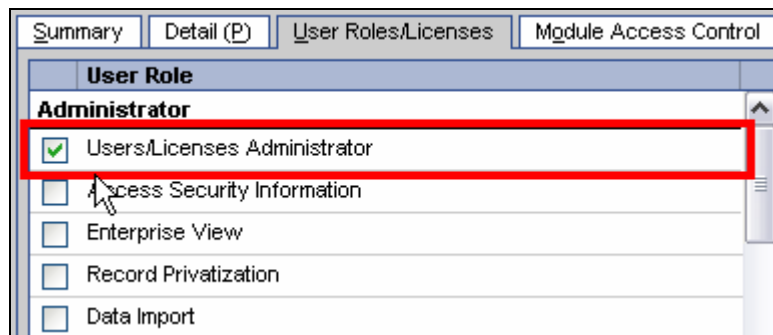 Summary Detail (P) User Roles/Licenses Module Access Control
User Role
Administrator
Users/Licenses Administrator
Access Security Information
Enterprise View
Record Privatization
Data Import